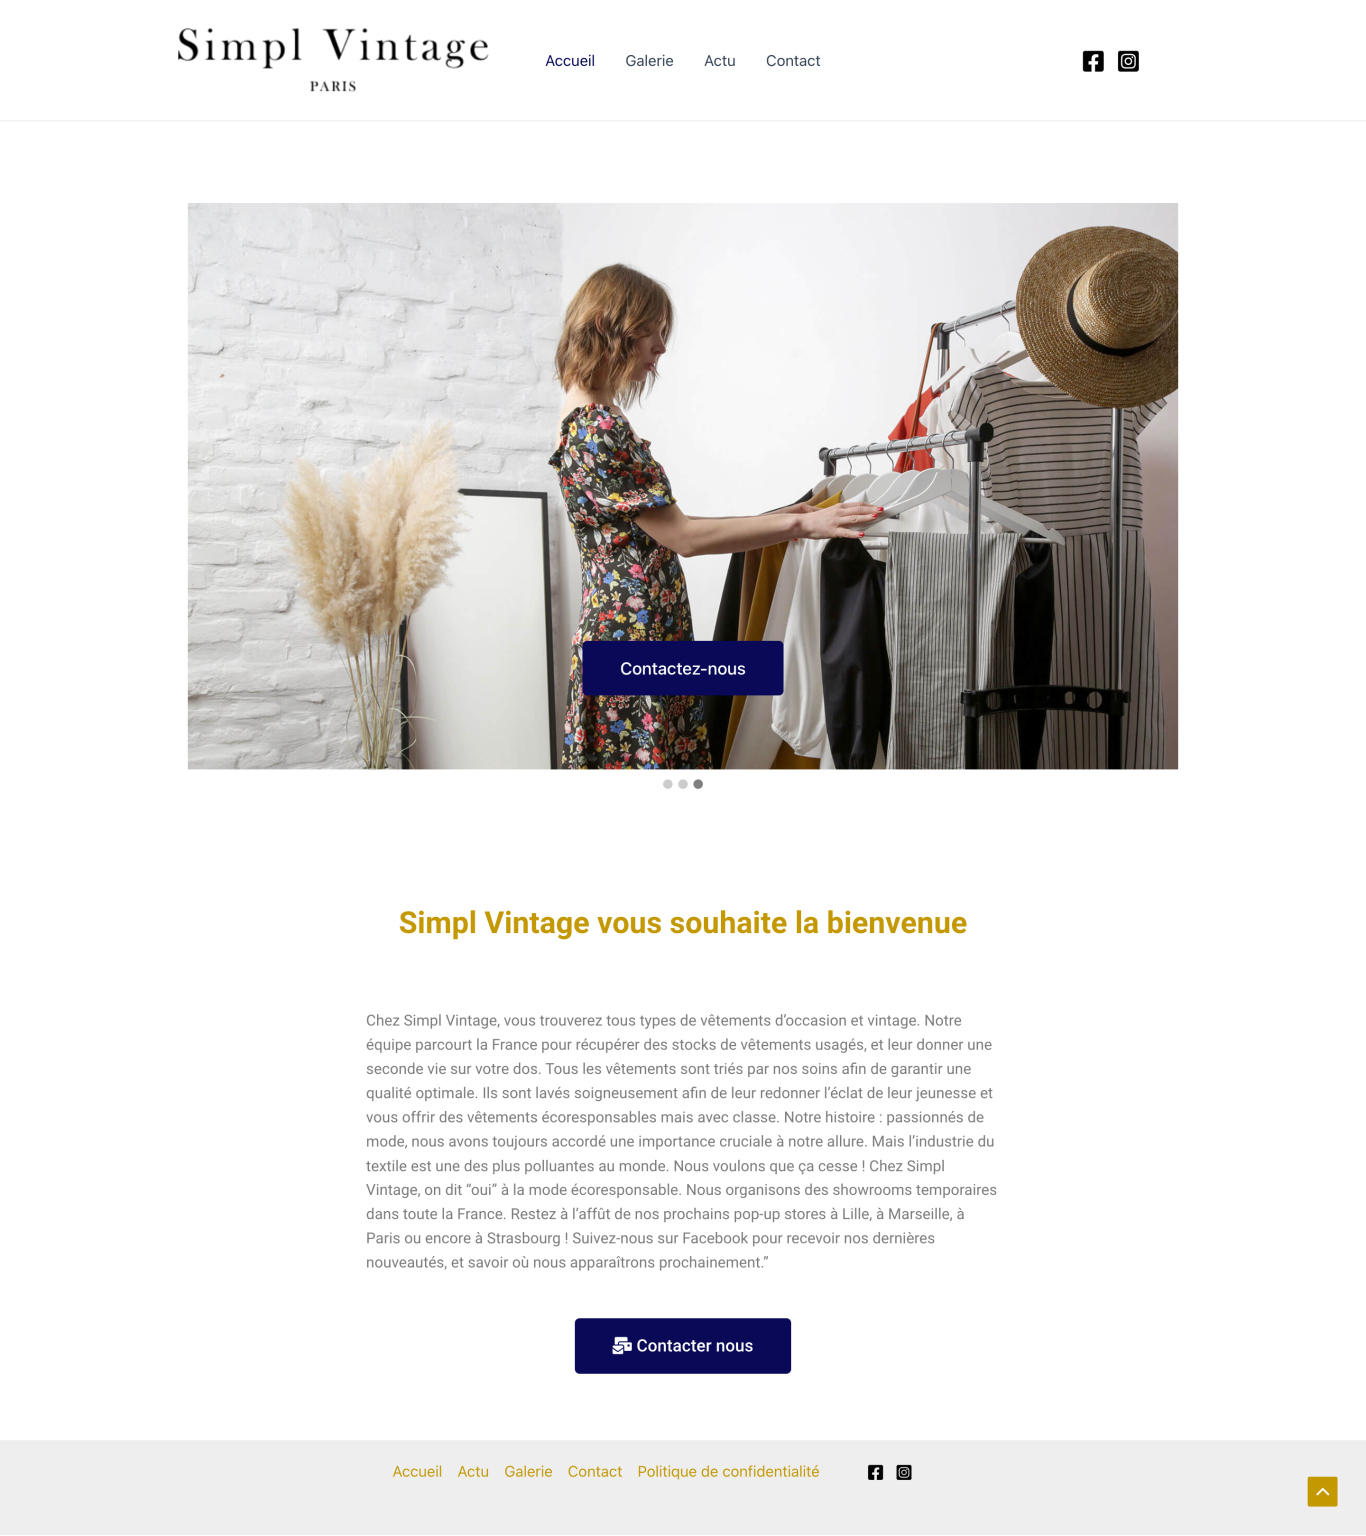 Simpl Vintage
PARIS
Accueil Galerie Actu Contact
Contactez-nous
Simpl Vintage vous souhaite la bienvenue
Chez Simpl Vintage, vous trouverez tous types de vêtements d’occasion et vintage. Notre
équipe parcourt la France pour récupérer des stocks de vêtements usagés, et leur donner une
seconde vie sur votre dos. Tous les vêtements sont triés par nos soins afin de garantir une
qualité optimale. Ils sont lavés soigneusement afin de leur redonner l’éclat de leur jeunesse et
vous offrir des vêtements écoresponsables mais avec classe. Notre histoire : passionnés de
mode, nous avons toujours accordé une importance cruciale à notre allure. Mais l’industrie du
textile est une des plus polluantes au monde. Nous voulons que ça cesse ! Chez Simpl
Vintage, on dit “oui” à la mode écoresponsable. Nous organisons des showrooms temporaires
dans toute la France. Restez à l’affût de nos prochains pop-up stores à Lille, à Marseille, à
Paris ou encore à Strasbourg ! Suivez-nous sur Facebook pour recevoir nos dernières
nouveautés, et savoir où nous apparaîtrons prochainement.”
Contacter nous
Accueil Actu Galerie Contact Politique de confidentialité